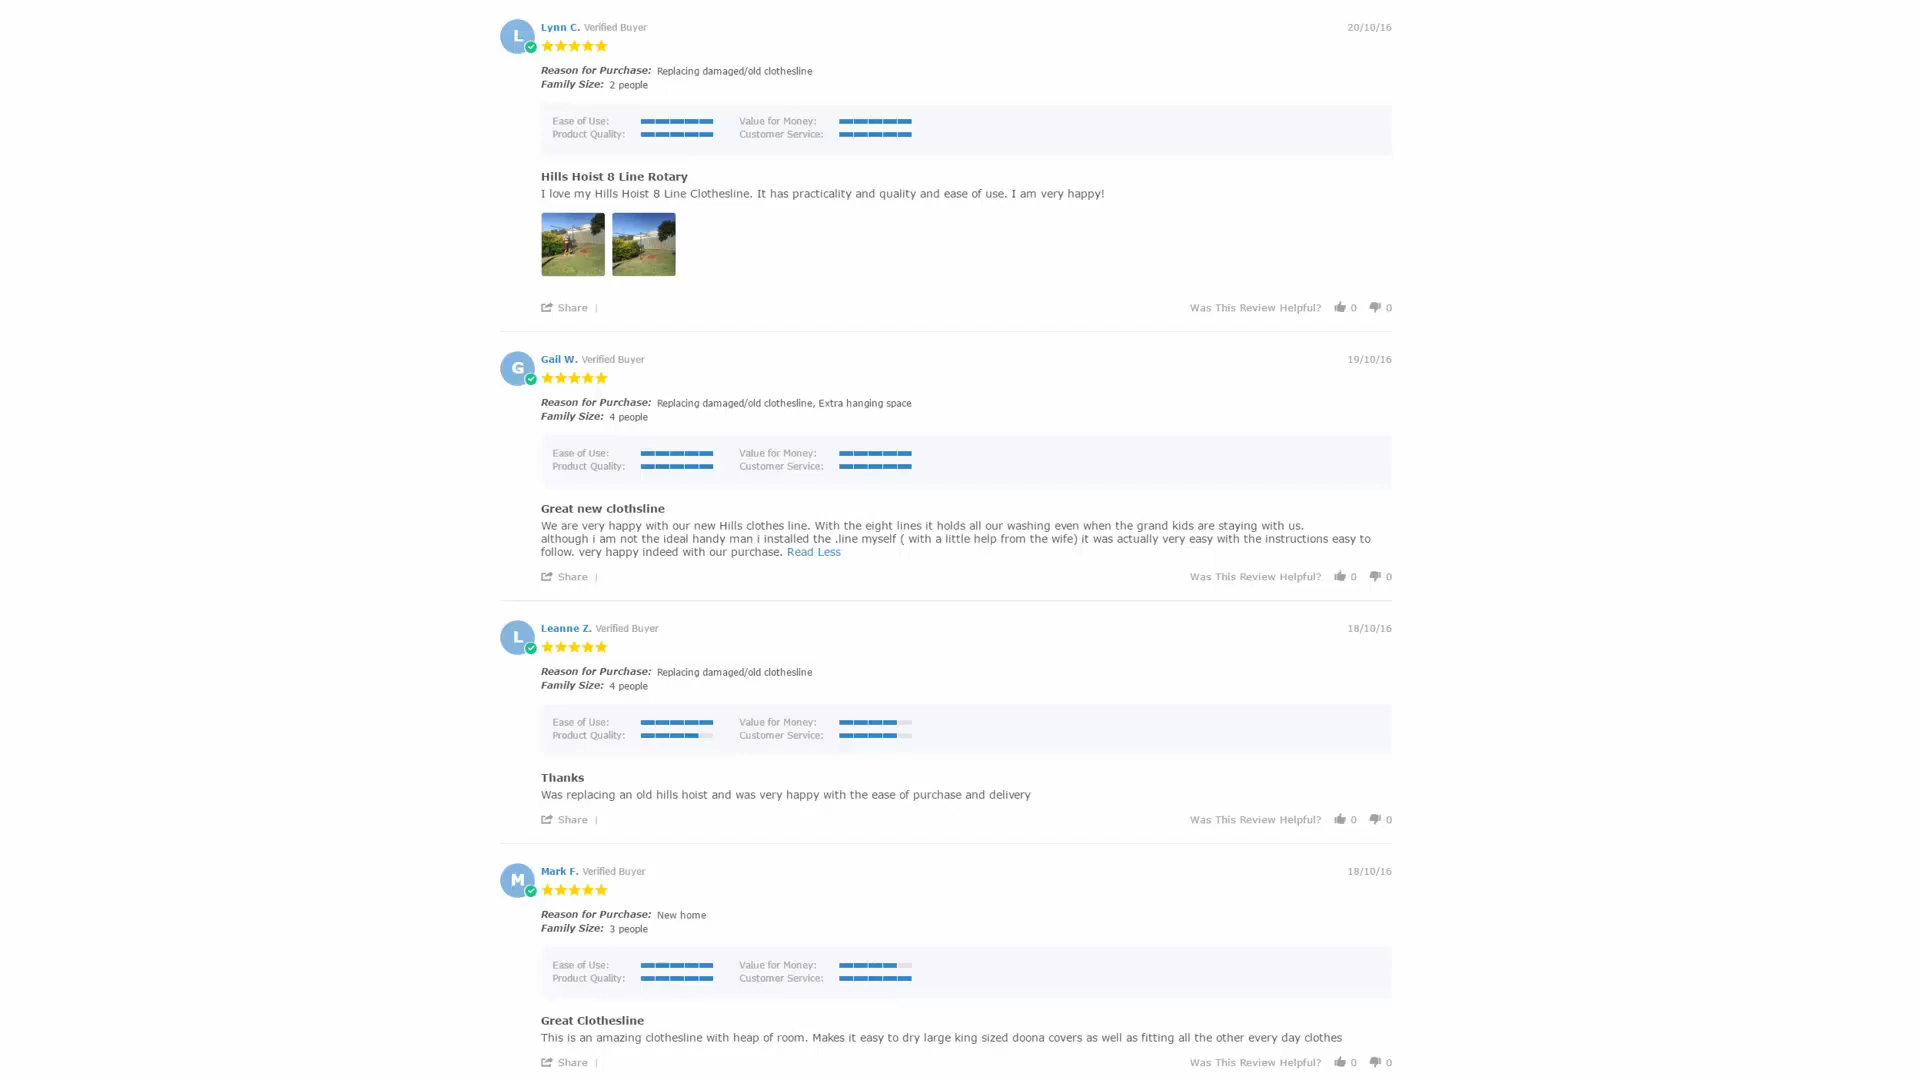 L Lynn C. Verified Buyer 20/10/16
Reason for Purchase: Replacing damaged/old clothesline
Family Size: 2 people
Ease of Use: Value for Money:
Product Quality: Customer Service:
Hills Hoist 8 Line Rotary
I love my Hills Hoist 8 Line Clothesline. It has practicality and quality and ease of use. I am very happy!
Share | Was This Review Helpful? 0 0
G Gail W. Verified Buyer 19/10/16
Reason for Purchase: Replacing damaged/old clothesline, Extra hanging space
Family Size: 4 people
Ease of Use: Value for Money:
Product Quality: Customer Service:
Great new clothsline
We are very happy with our new Hills clothes line. With the eight lines it holds all our washing even when the grand kids are staying with us.
although i am not the ideal handy man i installed the .line myself ( with a little help from the wife) it was actually very easy with the instructions easy to
follow. very happy indeed with our purchase. Read Less
Share | Was This Review Helpful? 0 0
L Leanne Z. Verified Buyer 18/10/16
Reason for Purchase: Replacing damaged/old clothesline
Family Size: 4 people
Ease of Use: Value for Money:
Product Quality: Customer Service:
Thanks
Was replacing an old hills hoist and was very happy with the ease of purchase and delivery
Share | Was This Review Helpful? 0 0
M Mark F. Verified Buyer 18/10/16
Reason for Purchase: New home
Family Size: 3 people
Ease of Use: Value for Money:
Product Quality: Customer Service:
Great Clothesline
This is an amazing clothesline with heap of room. Makes it easy to dry large king sized doona covers as well as fitting all the other every day clothes
Share | Was This Review Helpful? 0 0